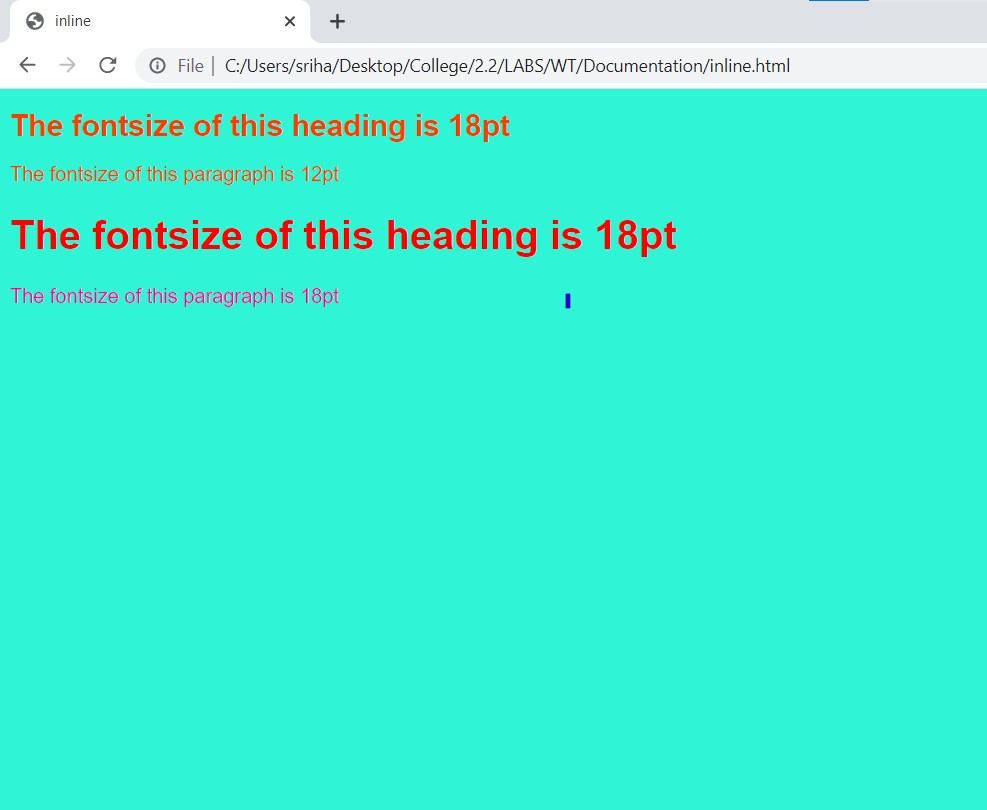 inline
File | C:/Users/sriha/Desktop/College/2.2/LABS/WT/Documentation/inline.html
The fontsize of this heading is 18pt
The fontsize of this paragraph is 12pt
The fontsize of this heading is 18pt
The fontsize of this paragraph is 18pt